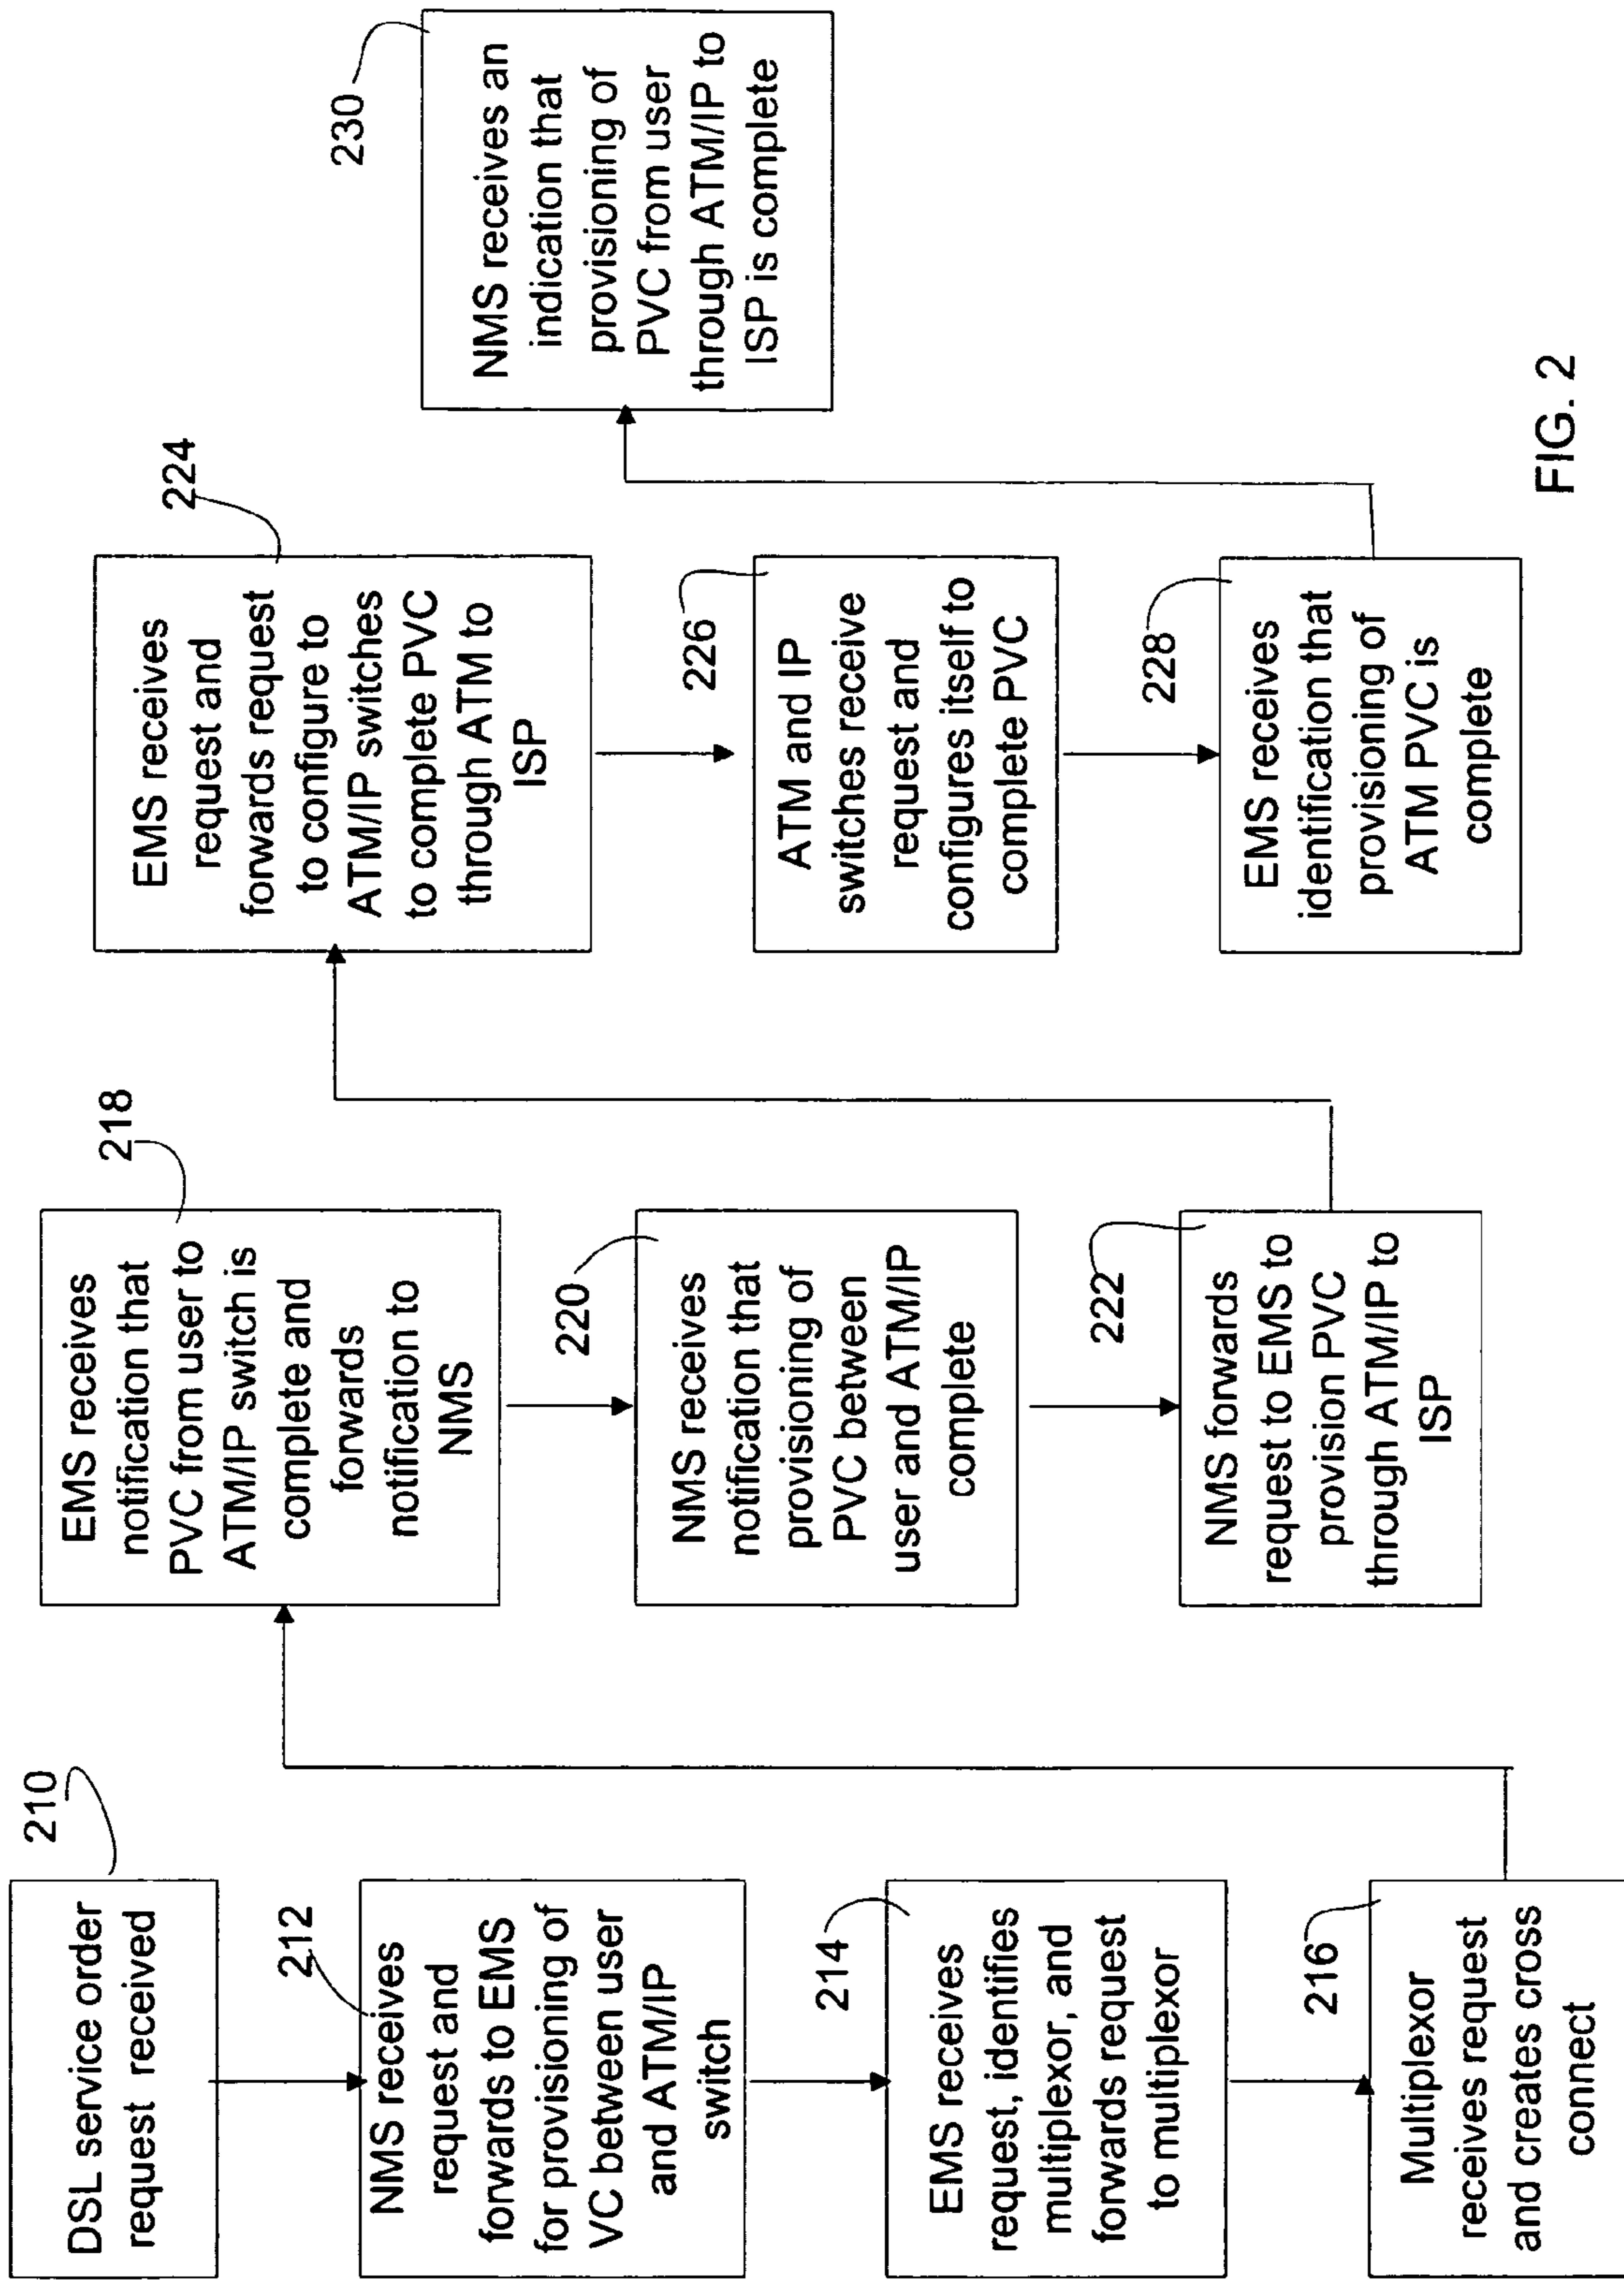 210
DSL service order
request received
212
NMS receives
request and
forwards to EMS
for provisioning of
VC between user
and ATM/IP
switch
214
EMS receives
request, identifies
multiplexor, and
forwards request
to multiplexor
216
Multiplexor
receives request
and creates cross
connect
218
EMS receives
notification that
PVC from user to
ATM/IP switch is
complete and
forwards
notification to
NMS
220
NMS receives
notification that
provisioning of
PVC between
user and ATM/IP
complete
222
NMS forwards
request to EMS to
provision PVC
through ATM/IP to
ISP
224
EMS receives
request and
forwards request
to configure to
ATM/IP switches
to complete PVC
through ATM to
ISP
226
ATM and IP
switches receive
request and
configures itself to
complete PVC
228
EMS receives
identification that
provisioning of
ATM PVC is
complete
230
NMS receives an
indication that
provisioning of
PVC from user
through ATM/IP to
ISP is complete
FIG. 2